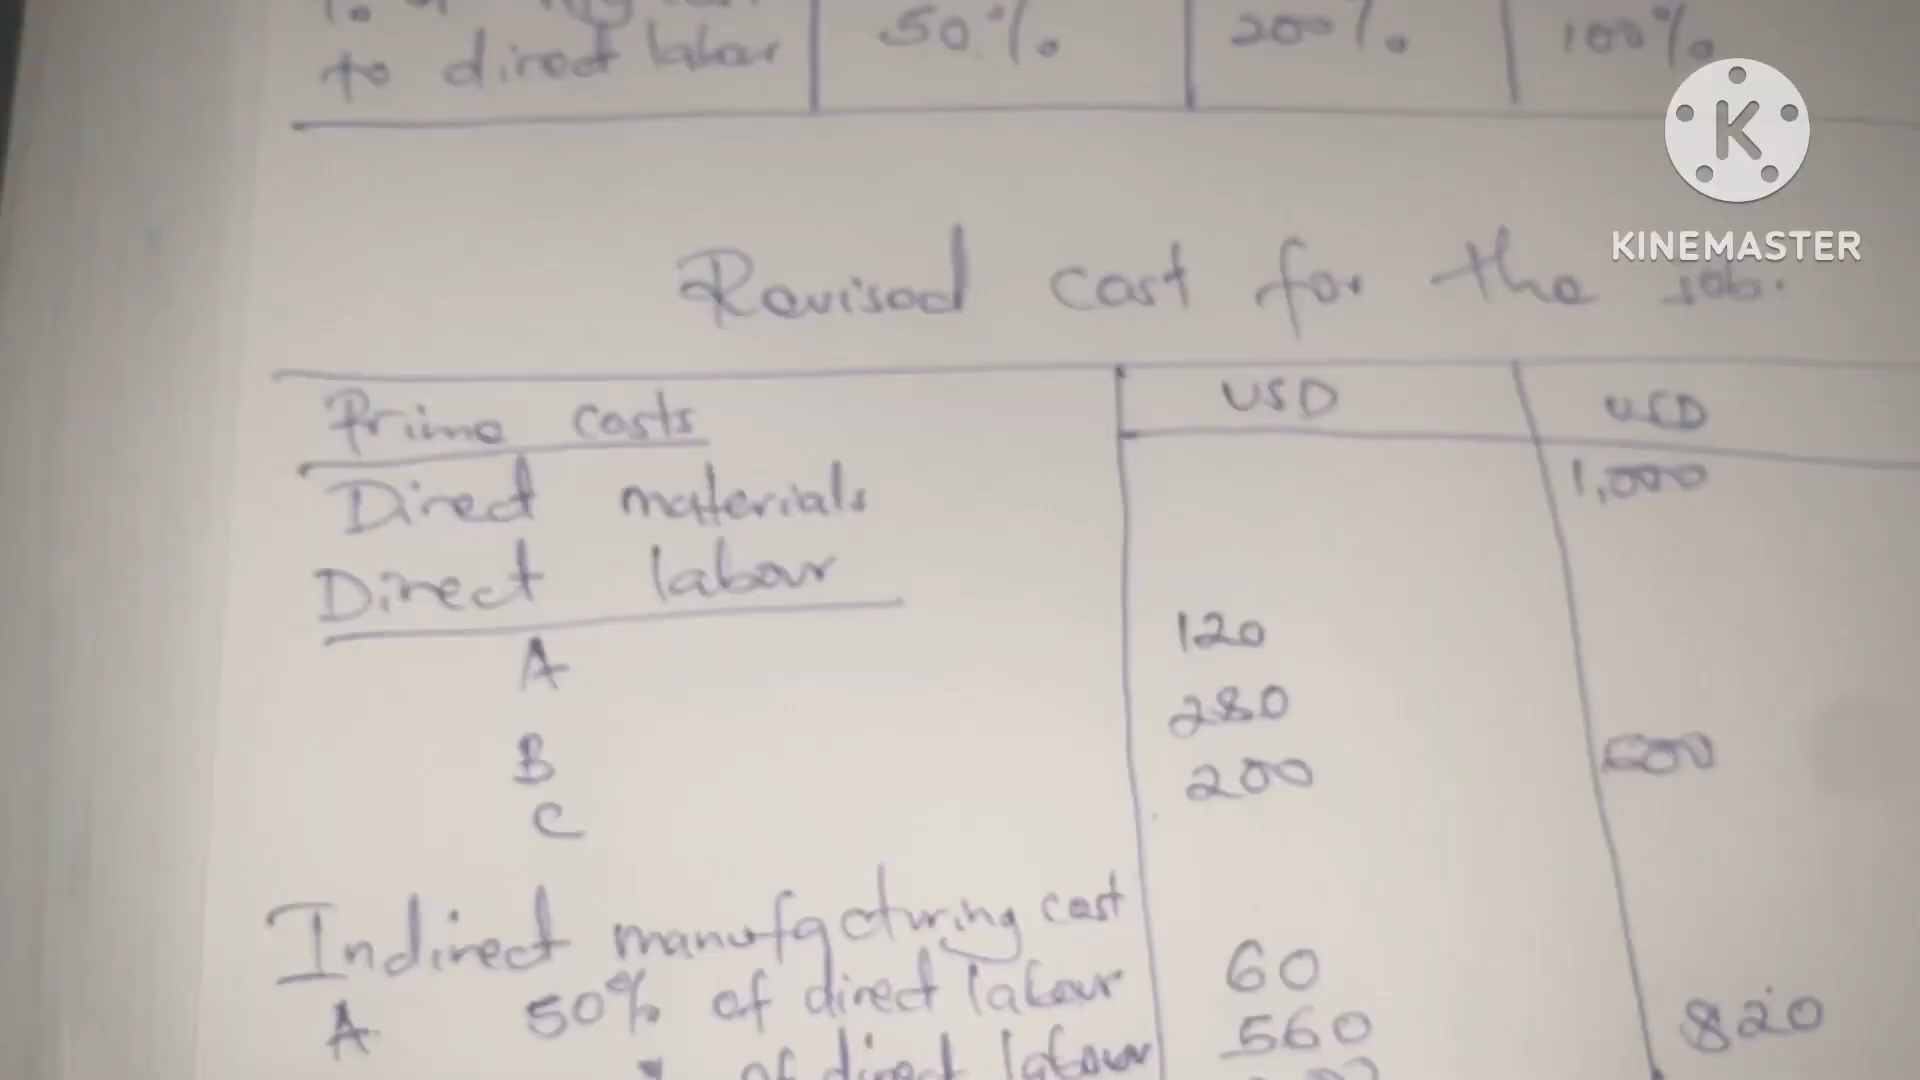 to direct labour 50% 200% 100%
KINEMASTER
Revised cost for the job.
Prime costs USD USD
Direct materials 1,000
Direct labour
A 120
B 280
C 200 600
Indirect manufacturing cost
A 50% of direct labour 60
% of direct labour 560 820